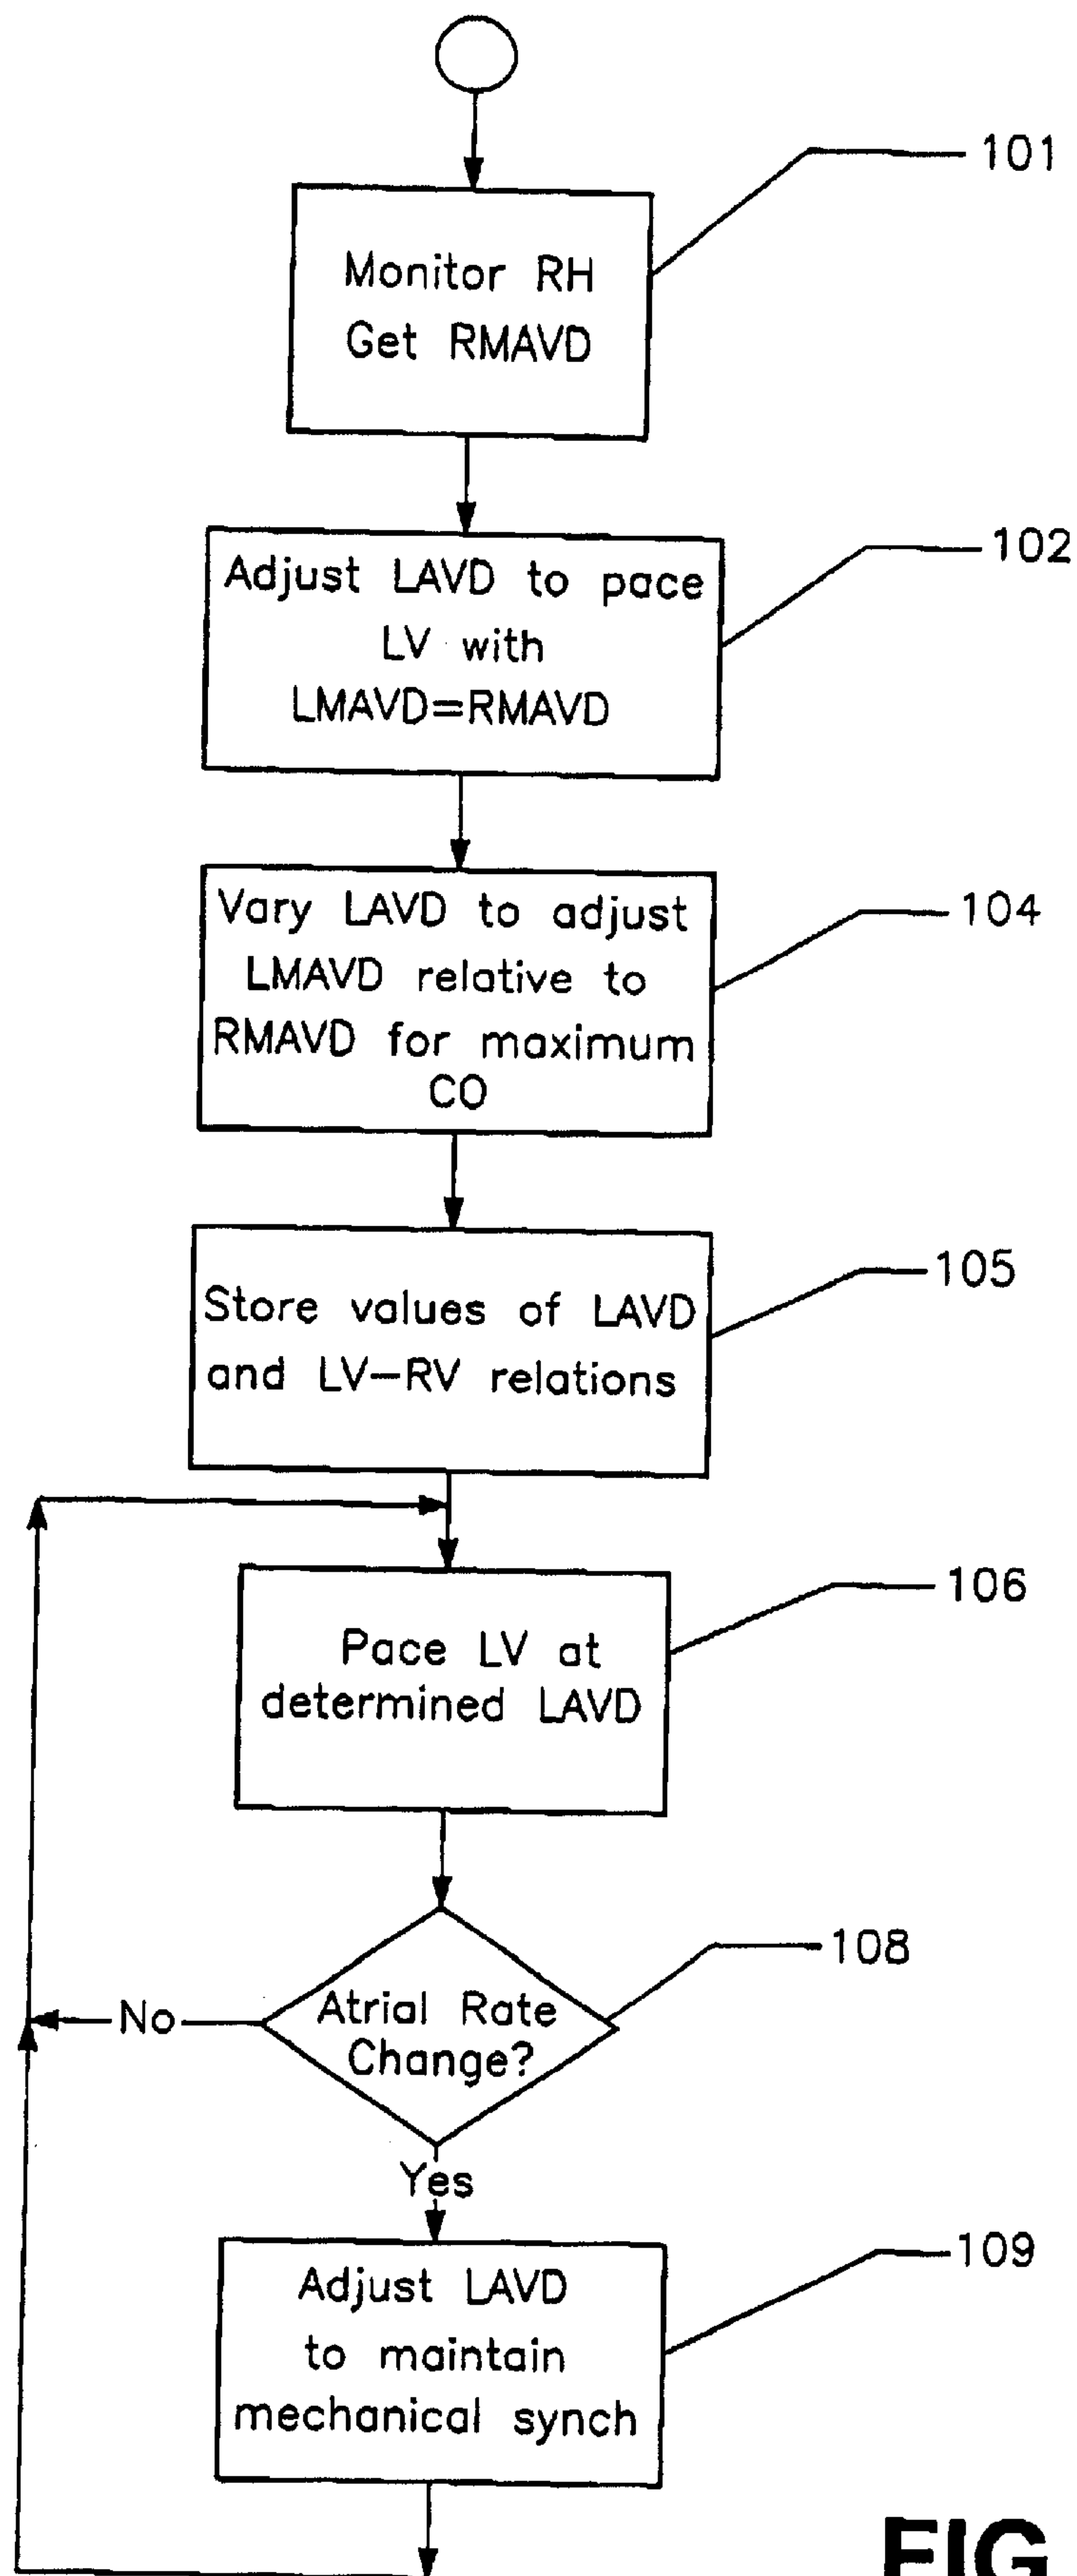 101
Monitor RH
Get RMAVD
102
Adjust LAVD to pace
LV with
LMAVD=RMAVD
104
Vary LAVD to adjust
LMAVD relative to
RMAVD for maximum
CO
105
Store values of LAVD
and LV-RV relations
106
Pace LV at
determined LAVD
108
Atrial Rate
Change?
No
Yes
109
Adjust LAVD
to maintain
mechanical synch
FIG